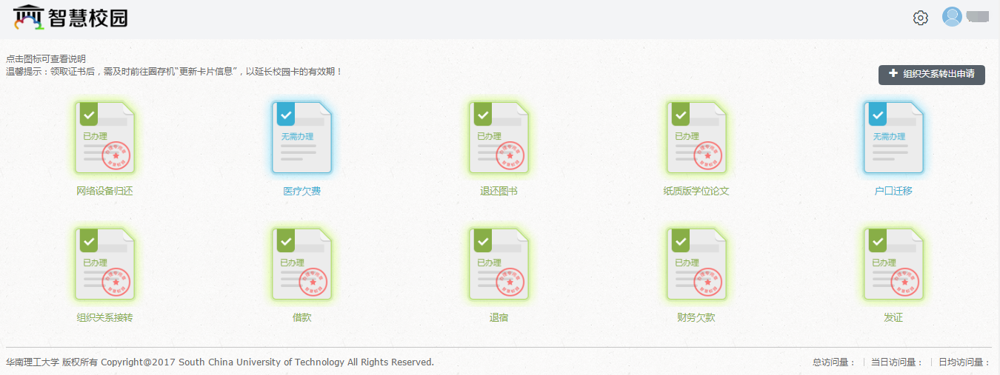 智慧校园
点击图标可查看说明
温馨提示：领取证书后，需及时前往圈存机“更新卡片信息”，以延长校园卡的有效期！
组织关系转出申请
已办理 无需办理 已办理 已办理 无需办理
网络设备归还 医疗欠费 退还图书 纸质版学位论文 户口迁移
已办理 已办理 已办理 已办理 已办理
组织关系接转 借款 退宿 财务欠款 发证
华南理工大学 版权所有 Copyright@2017 South China University of Technology All Rights Reserved. 总访问量： | 当日访问量： | 日均访问量：